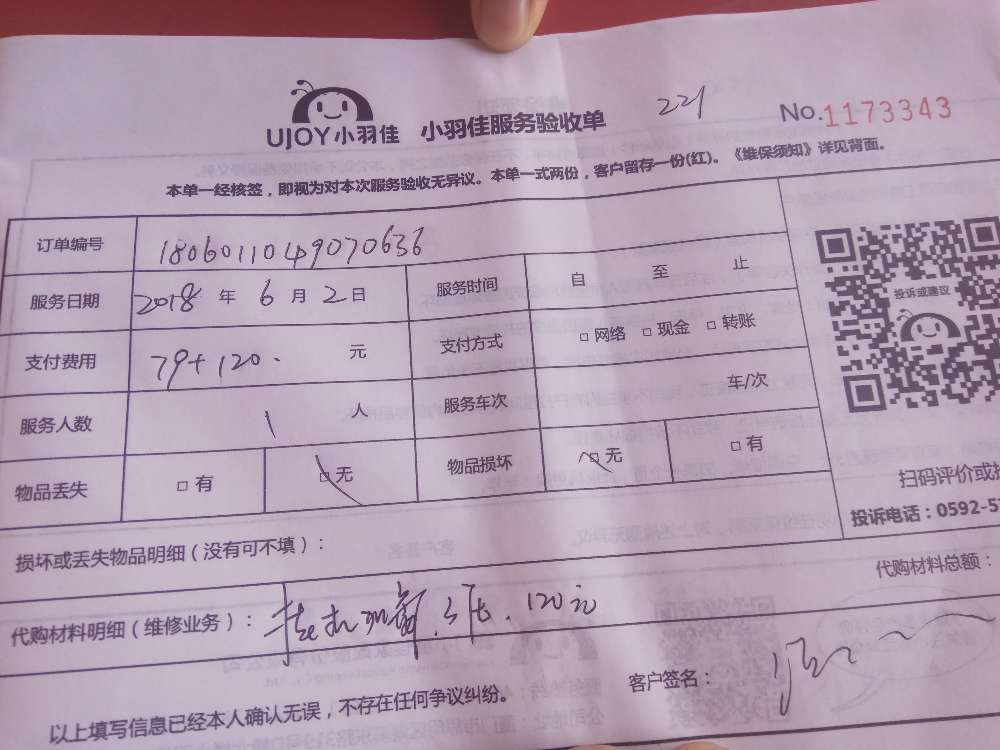 UJOY小羽佳 小羽佳服务验收单 221 No.1173343
本单一经核签，即视为对本次服务验收无异议。本单一式两份，客户留存一份(红)。《维保须知》详见背面。
订单编号 1806011049070636
服务日期 2018 年 6 月 2 日 服务时间 自 至 止
投诉或建议
支付费用 79+120. 元 支付方式 □网络 □现金 □转账
服务人数 1 人 服务车次 车/次
物品丢失 □有 □无 物品损坏 □无 □有
扫码评价或
投诉电话：0592-5
损坏或丢失物品明细（没有可不填）：
代购材料总额：
代购材料明细（维修业务）： 120元
客户签名：
以上填写信息已经本人确认无误，不存在任何争议纠纷。